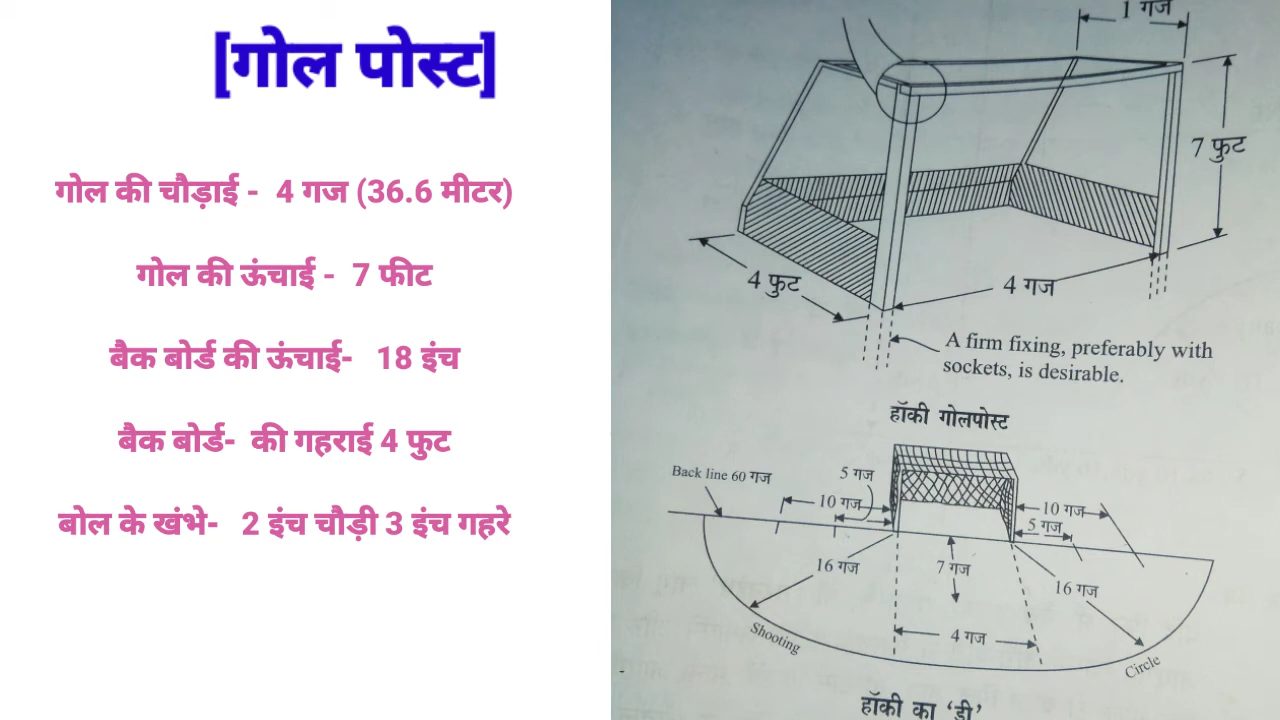 [गोल पोस्ट]
गोल की चौड़ाई - 4 गज (36.6 मीटर)
गोल की ऊंचाई - 7 फीट
बैक बोर्ड की ऊंचाई- 18 इंच
बैक बोर्ड- की गहराई 4 फुट
बोल के खंभे- 2 इंच चौड़ी 3 इंच गहरे
1 गज
7 फुट
4 फुट
4 गज
A firm fixing, preferably with
sockets, is desirable.
हॉकी गोलपोस्ट
Back line 60 गज
5 गज
10 गज
10 गज
5 गज
16 गज
7 गज
16 गज
4 गज
Shooting
Circle
हॉकी का ‘डी’